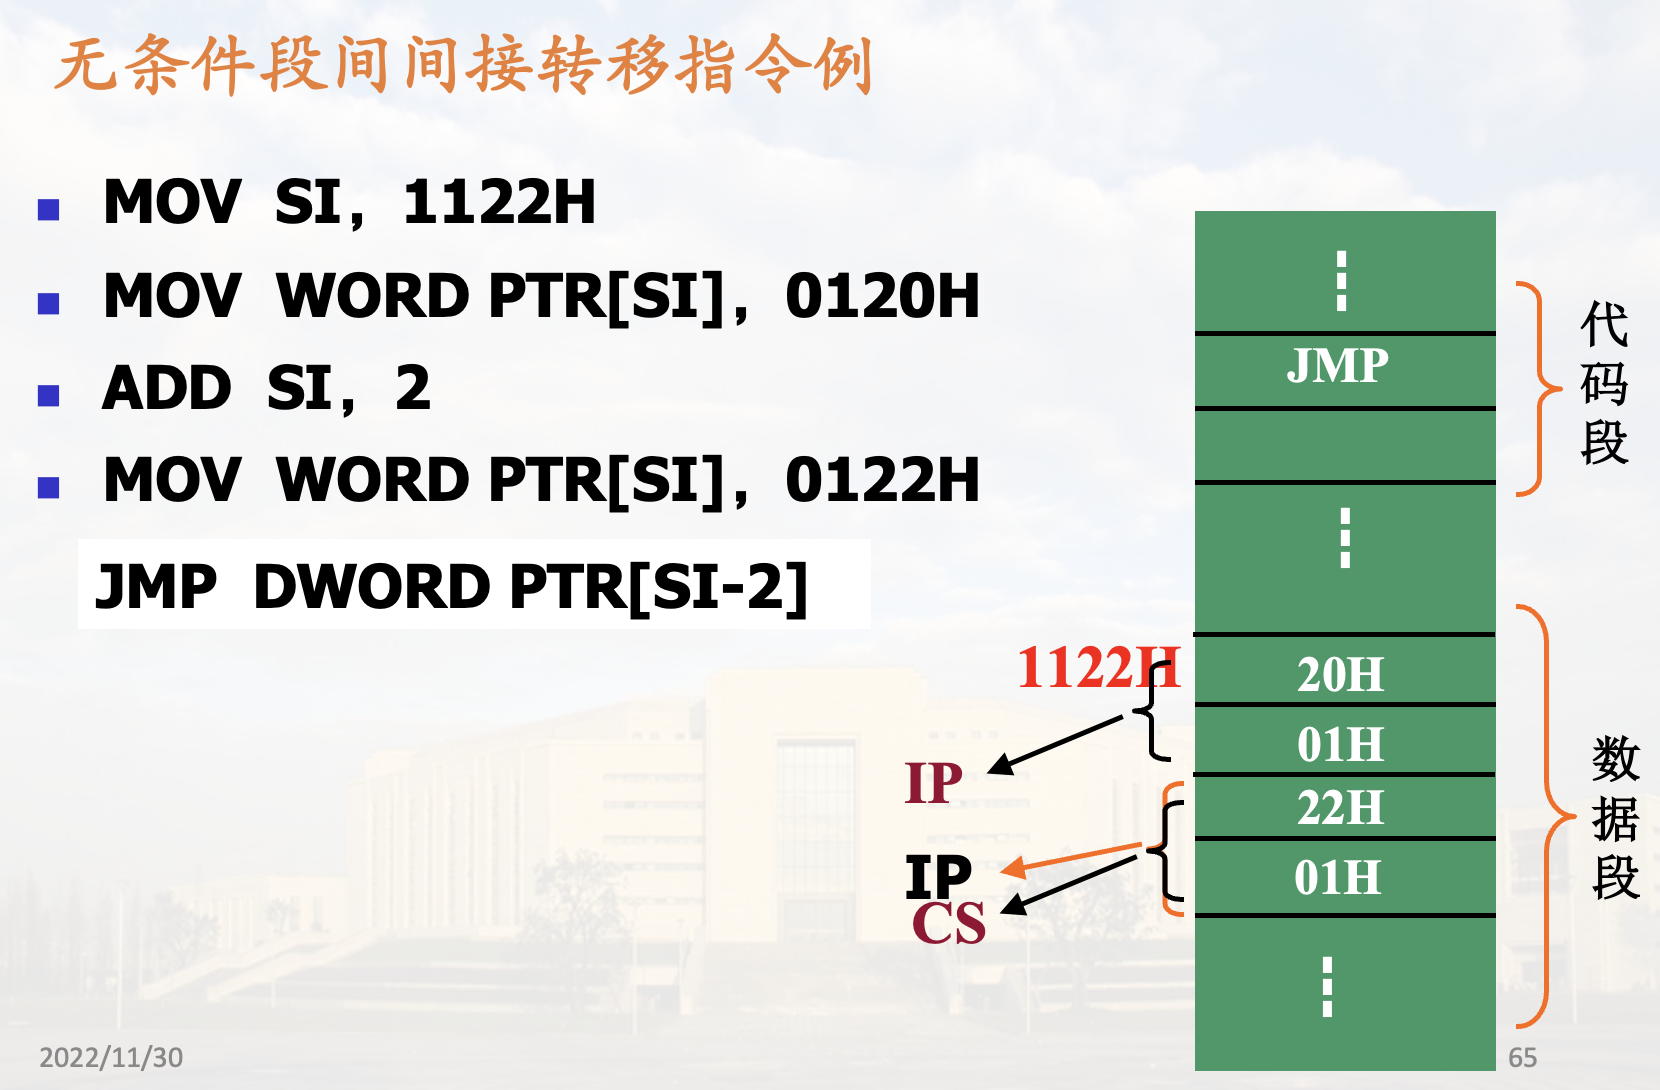 无条件段间间接转移指令例
MOV SI，1122H
MOV WORD PTR[SI]，0120H
ADD SI，2
MOV WORD PTR[SI]，0122H
JMP DWORD PTR[SI-2]
JMP
代码段
1122H
20H
01H
IP
22H
IP
01H
CS
数据段
2022/11/30
65